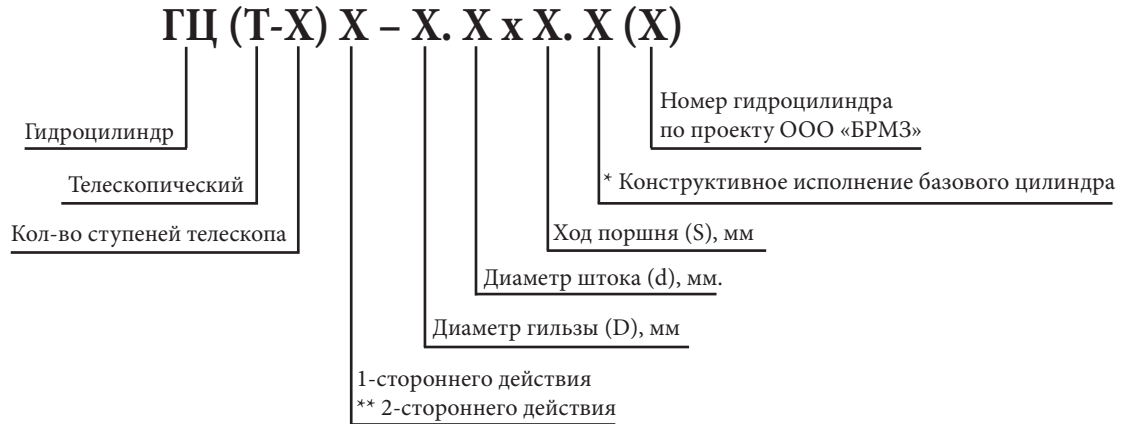 ГЦ (Т-Х) Х – Х. Х х Х. Х (Х)
Номер гидроцилиндра
по проекту ООО «БРМЗ»
Гидроцилиндр
Телескопический
* Конструктивное исполнение базового цилиндра
Кол-во ступеней телескопа
Ход поршня (S), мм
Диаметр штока (d), мм.
Диаметр гильзы (D), мм
1-стороннего действия
** 2-стороннего действия